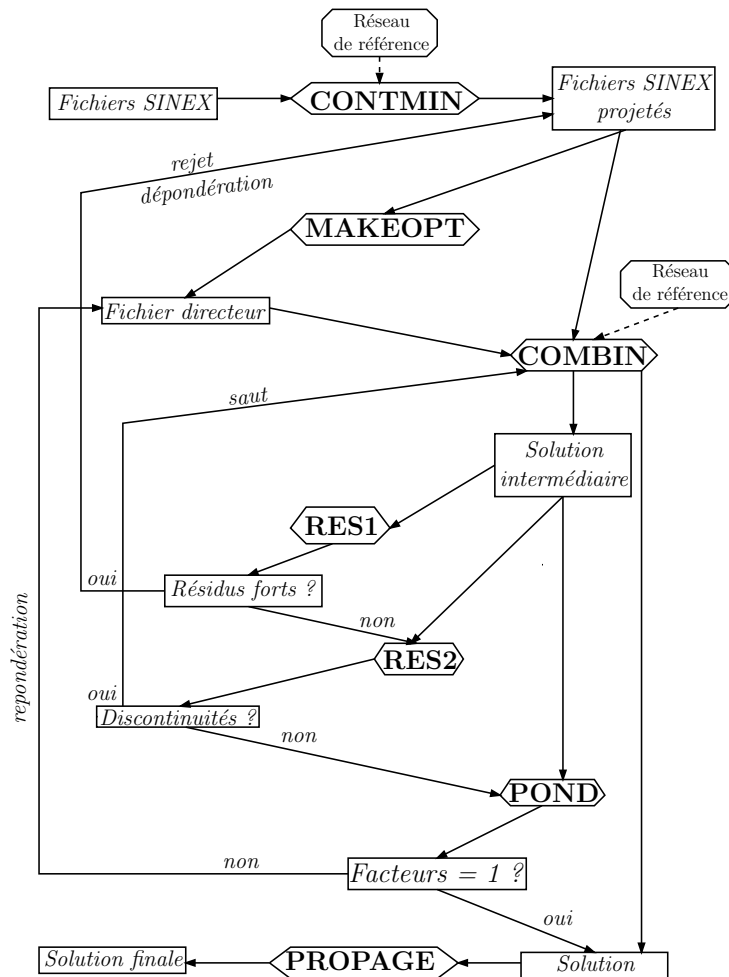 Réseau
de référence
Fichiers SINEX
CONTMIN
Fichiers SINEX
projetés
rejet
dépondération
MAKEOPT
Réseau
de référence
Fichier directeur
COMBIN
saut
Solution
intermédiaire
RES1
oui
Résidus forts ?
non
RES2
oui
repondération
Discontinuités ?
non
POND
non
Facteurs = 1 ?
oui
Solution finale
PROPAGE
Solution